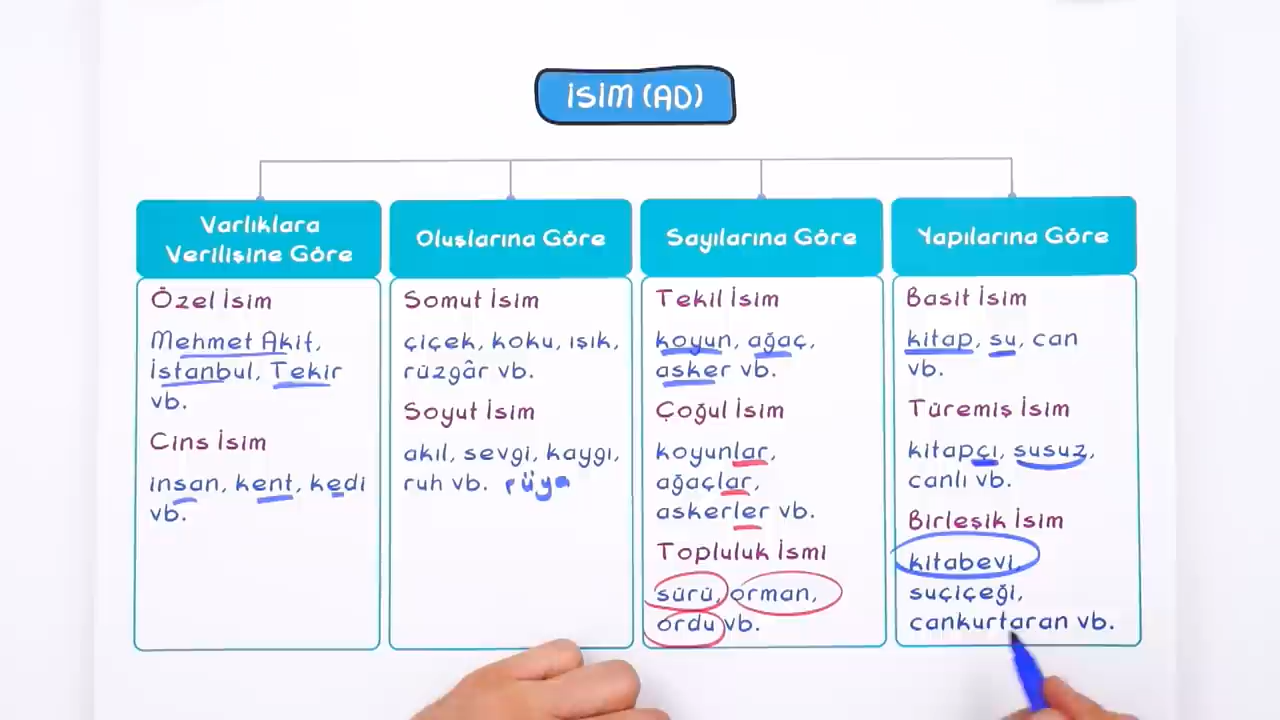 İSİM (AD)
Varlıklara
Verilişine Göre
Özel İsim
Mehmet Akif,
İstanbul, Tekir
vb.
Cins İsim
insan, kent, kedi
vb.
Oluşlarına Göre
Somut İsim
çiçek, koku, ışık,
rüzgâr vb.
Soyut İsim
akıl, sevgi, kaygı,
ruh vb. rüya
Sayılarına Göre
Tekil İsim
koyun, ağaç,
asker vb.
Çoğul İsim
koyunlar,
ağaçlar,
askerler vb.
Topluluk İsmi
sürü, orman,
ordu vb.
Yapılarına Göre
Basit İsim
kitap, su, can
vb.
Türemiş İsim
kitapçı, susuz,
canlı vb.
Birleşik İsim
kitabevi,
suçiçeği,
cankurtaran vb.